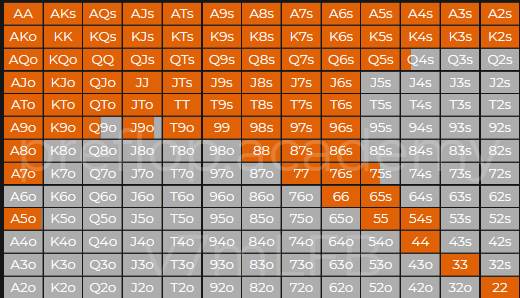 AA AKs AQs AJs ATs A9s A8s A7s A6s A5s A4s A3s A2s
AKo KK KQs KJs KTs K9s K8s K7s K6s K5s K4s K3s K2s
AQo KQo QQ QJs QTs Q9s Q8s Q7s Q6s Q5s Q4s Q3s Q2s
AJo KJo QJo JJ JTs J9s J8s J7s J6s J5s J4s J3s J2s
ATo KTo QTo JTo TT T9s T8s T7s T6s T5s T4s T3s T2s
A9o K9o Q9o J9o T9o 99 98s 97s 96s 95s 94s 93s 92s
A8o K8o Q8o J8o T8o 98o 88 87s 86s 85s 84s 83s 82s
preflop academy
A7o K7o Q7o J7o T7o 97o 87o 77 76s 75s 74s 73s 72s
A6o K6o Q6o J6o T6o 96o 86o 76o 66 65s 64s 63s 62s
A5o K5o Q5o J5o T5o 95o 85o 75o 65o 55 54s 53s 52s
A4o K4o Q4o J4o T4o 94o 84o 74o 64o 54o 44 43s 42s
A3o K3o Q3o J3o T3o 93o 83o 73o 63o 53o 43o 33 32s
A2o K2o Q2o J2o T2o 92o 82o 72o 62o 52o 42o 32o 22